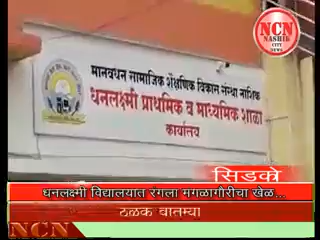 NCN
NASHIK
CITY
NEWS
मानवधन सामाजिक शैक्षणिक विकास संस्था नाशिक
धनलक्ष्मी प्राथमिक व माध्यमिक शाळा
कार्यालय
सिडको
धनलक्ष्मी विद्यालयात रंगला मगळागौरीचा खेळ...
ठळक बातम्या
NCN